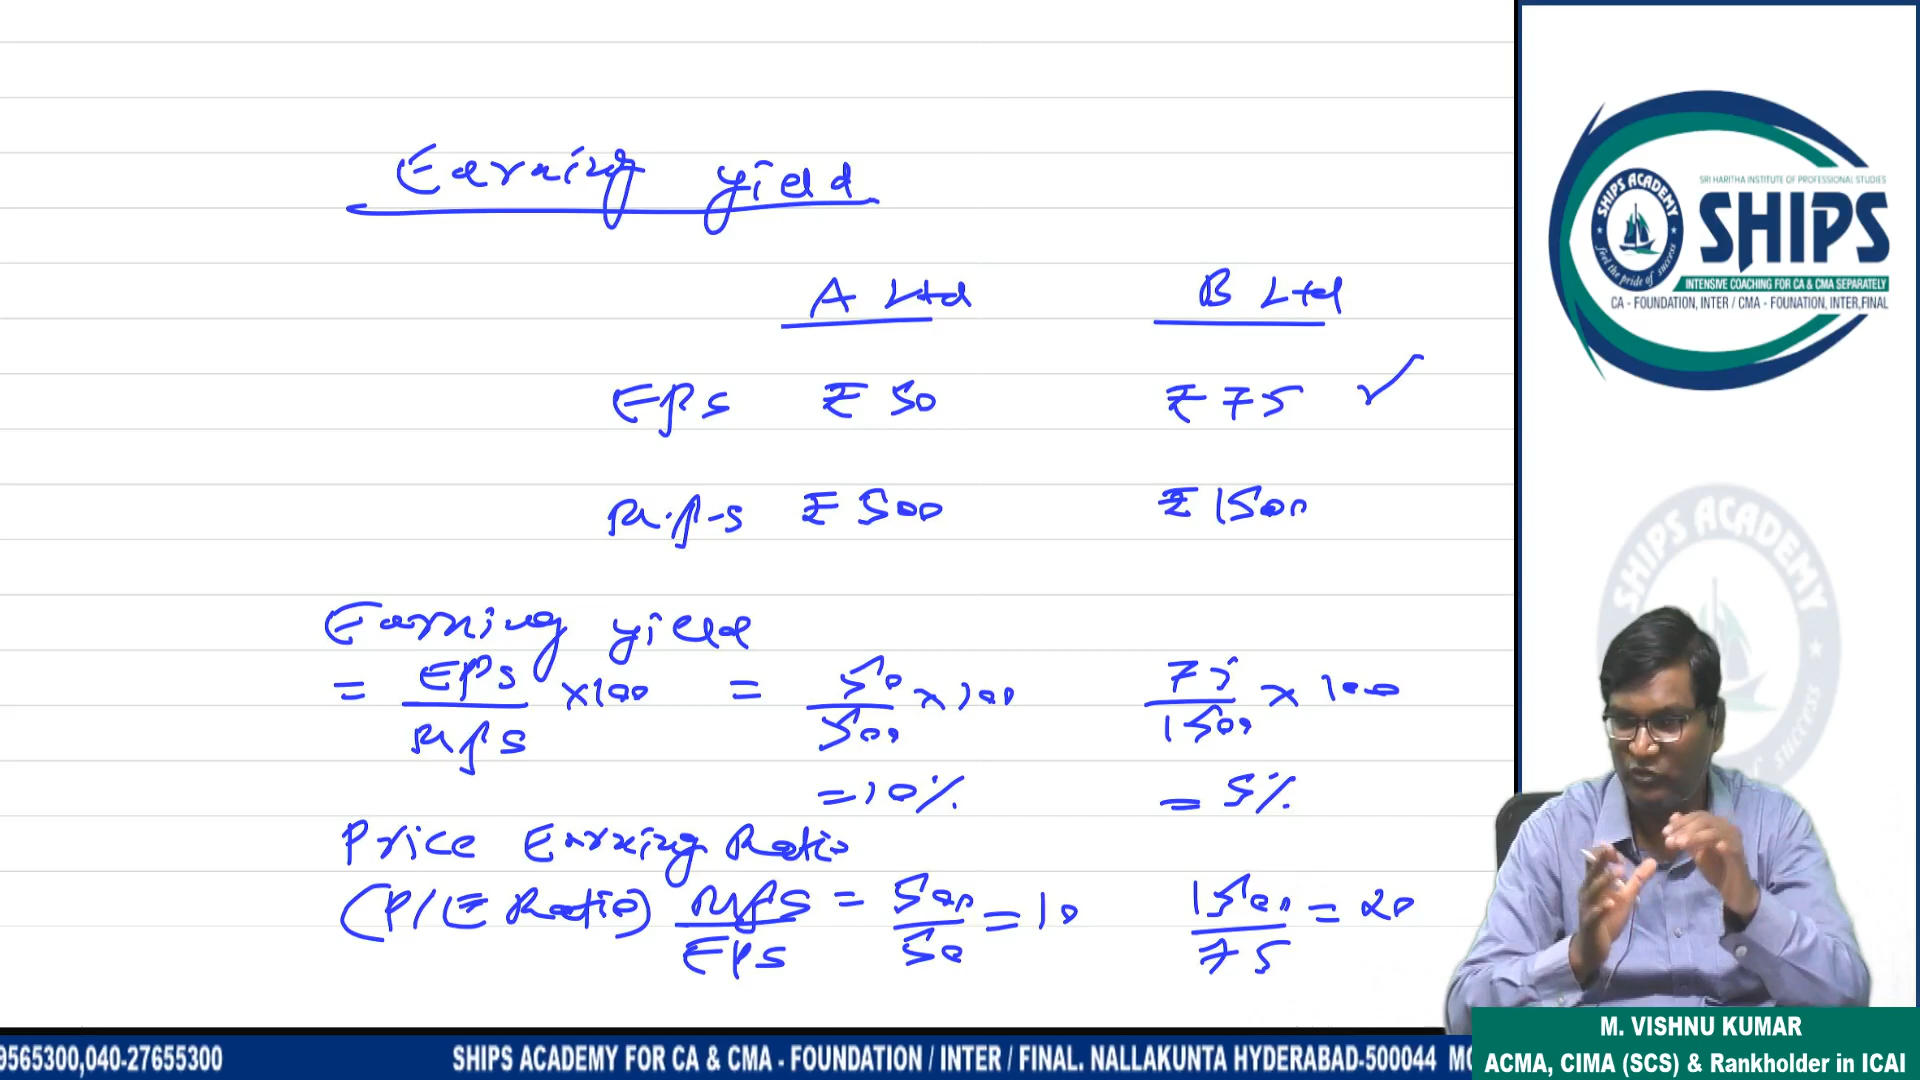 Earning yield
A Ltd B Ltd
EPS ₹ 50 ₹ 75 ✓
M.P.S ₹ 500 ₹ 1500
Earning yield
= EPS/MPS ×100 = 50/500 × 100 75/1500 × 100
= 10% = 5%
Price Earning Ratio
(P/E Ratio) MPS/EPS = 500/50 = 10 1500/75 = 20
SHIPS ACADEMY
feel the pride of success
SRI HARITHA INSTITUTE OF PROFESSIONAL STUDIES
SHIPS
INTENSIVE COACHING FOR CA & CMA SEPARATELY
CA - FOUNDATION, INTER / CMA - FOUNATION, INTER,FINAL
SHIPS ACADEMY
success
M. VISHNU KUMAR
ACMA, CIMA (SCS) & Rankholder in ICAI
9565300,040-27655300 SHIPS ACADEMY FOR CA & CMA - FOUNDATION / INTER / FINAL. NALLAKUNTA HYDERABAD-500044